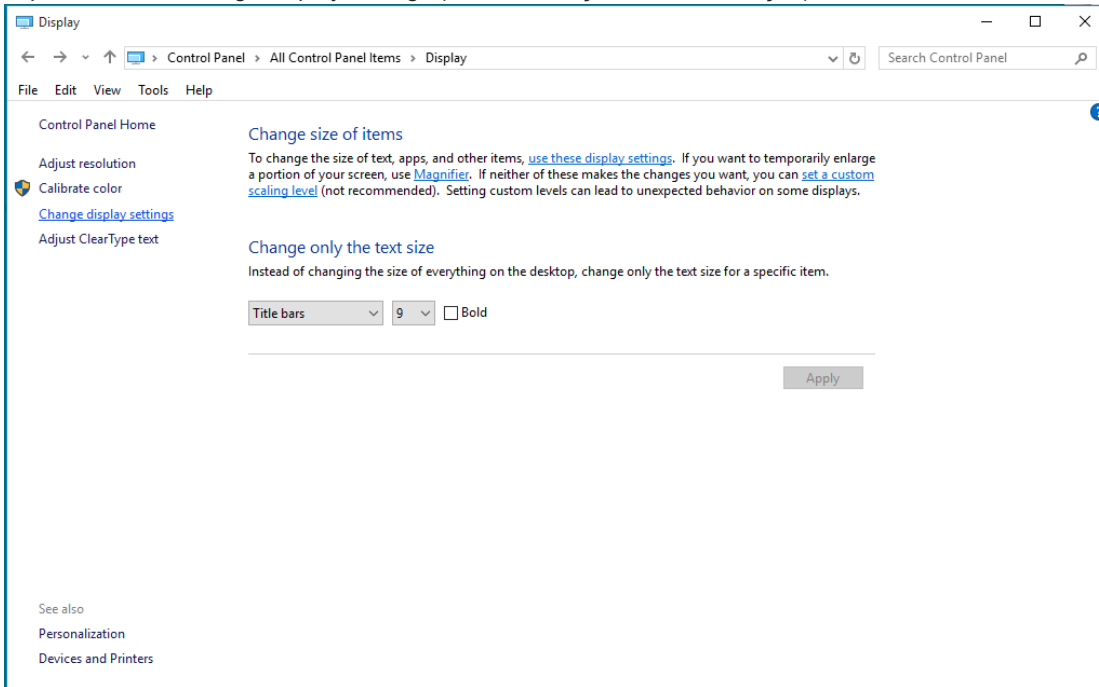 Display
Control Panel > All Control Panel Items > Display
Search Control Panel
File Edit View Tools Help
Control Panel Home
Adjust resolution
Calibrate color
Change display settings
Adjust ClearType text
Change size of items
To change the size of text, apps, and other items, use these display settings. If you want to temporarily enlarge
a portion of your screen, use Magnifier. If neither of these makes the changes you want, you can set a custom
scaling level (not recommended). Setting custom levels can lead to unexpected behavior on some displays.
Change only the text size
Instead of changing the size of everything on the desktop, change only the text size for a specific item.
Title bars 9 Bold
Apply
See also
Personalization
Devices and Printers